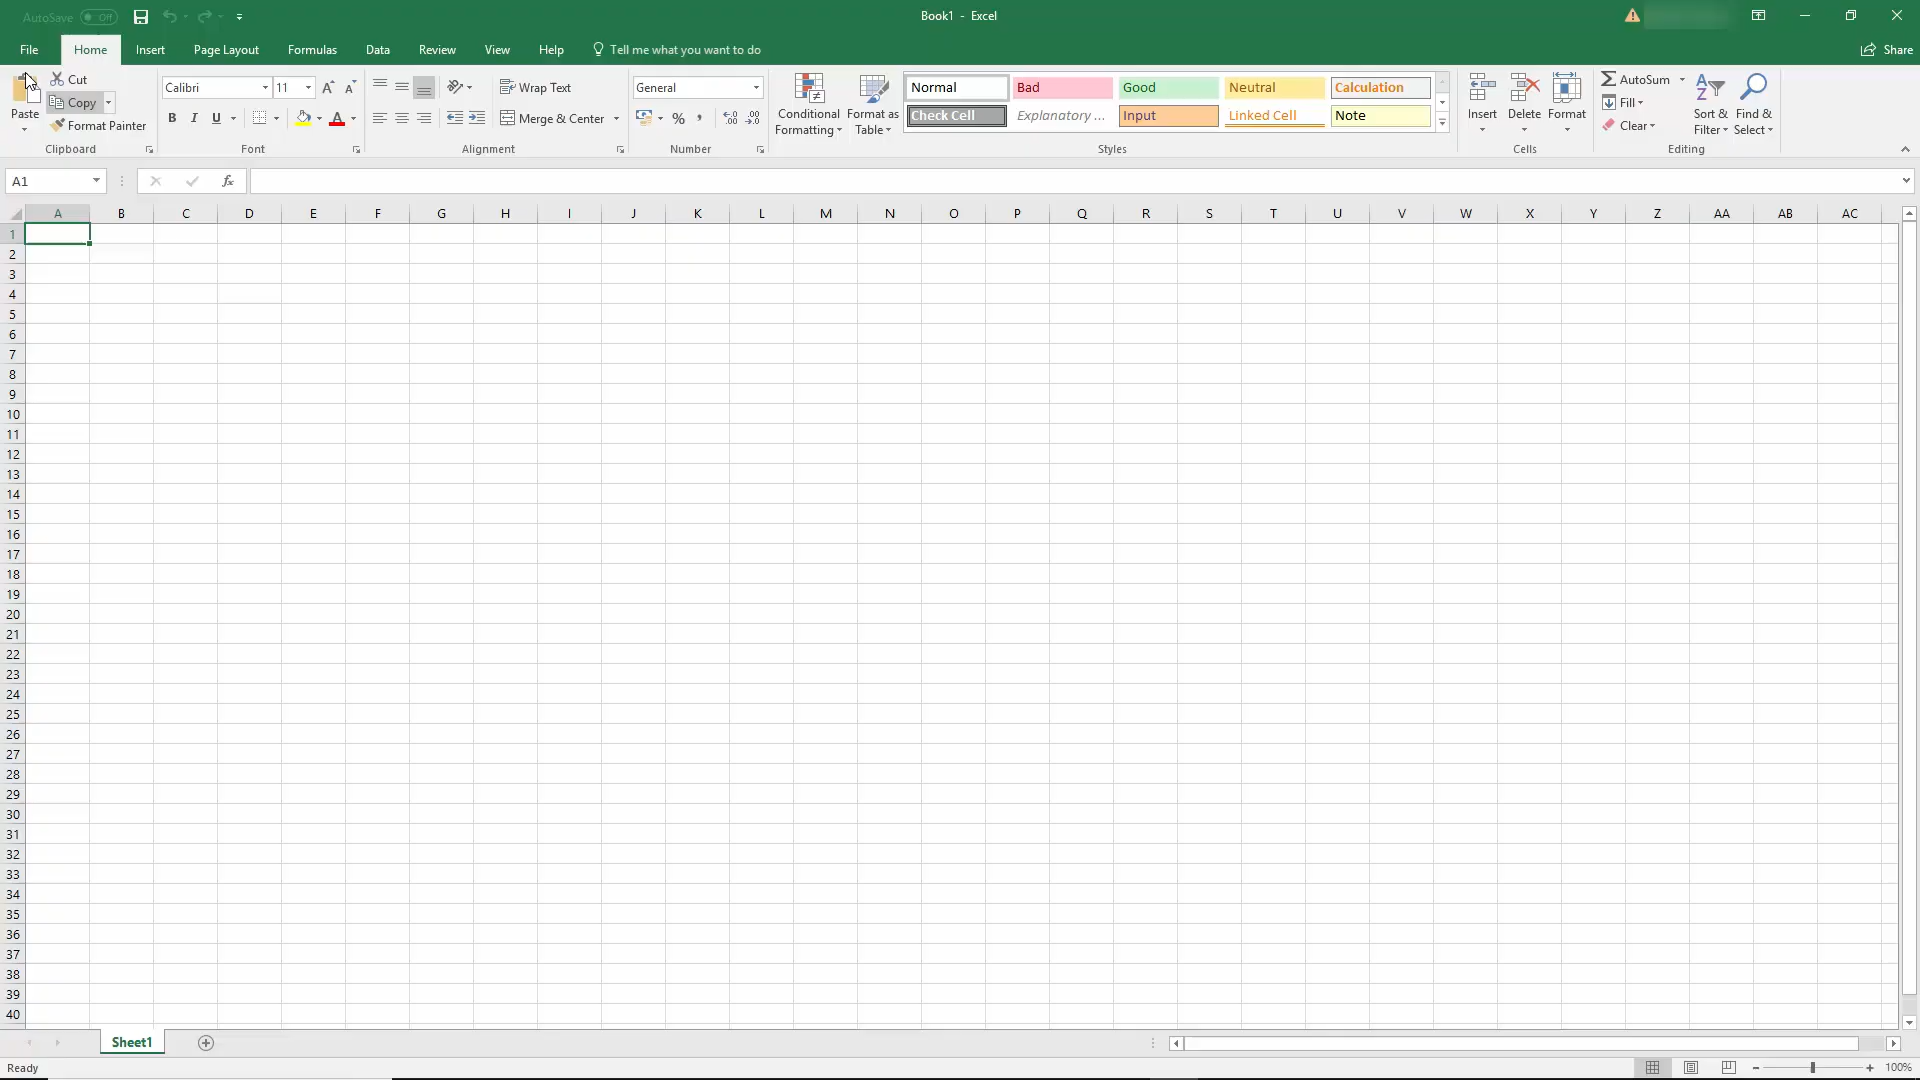 AutoSave Off
Book1 - Excel
File Home Insert Page Layout Formulas Data Review View Help Tell me what you want to do Share
Paste
Cut
Copy
Format Painter
Clipboard
Calibri 11
B I U
Font
Wrap Text
Merge & Center
Alignment
General
Number
Conditional Formatting
Format as Table
Normal Bad Good Neutral Calculation
Check Cell Explanatory ... Input Linked Cell Note
Styles
Insert Delete Format
Cells
AutoSum
Fill
Clear
Sort & Filter
Find & Select
Editing
A1 fx
A B C D E F G H I J K L M N O P Q R S T U V W X Y Z AA AB AC
1
2
3
4
5
6
7
8
9
10
11
12
13
14
15
16
17
18
19
20
21
22
23
24
25
26
27
28
29
30
31
32
33
34
35
36
37
38
39
40
Sheet1
Ready
100%